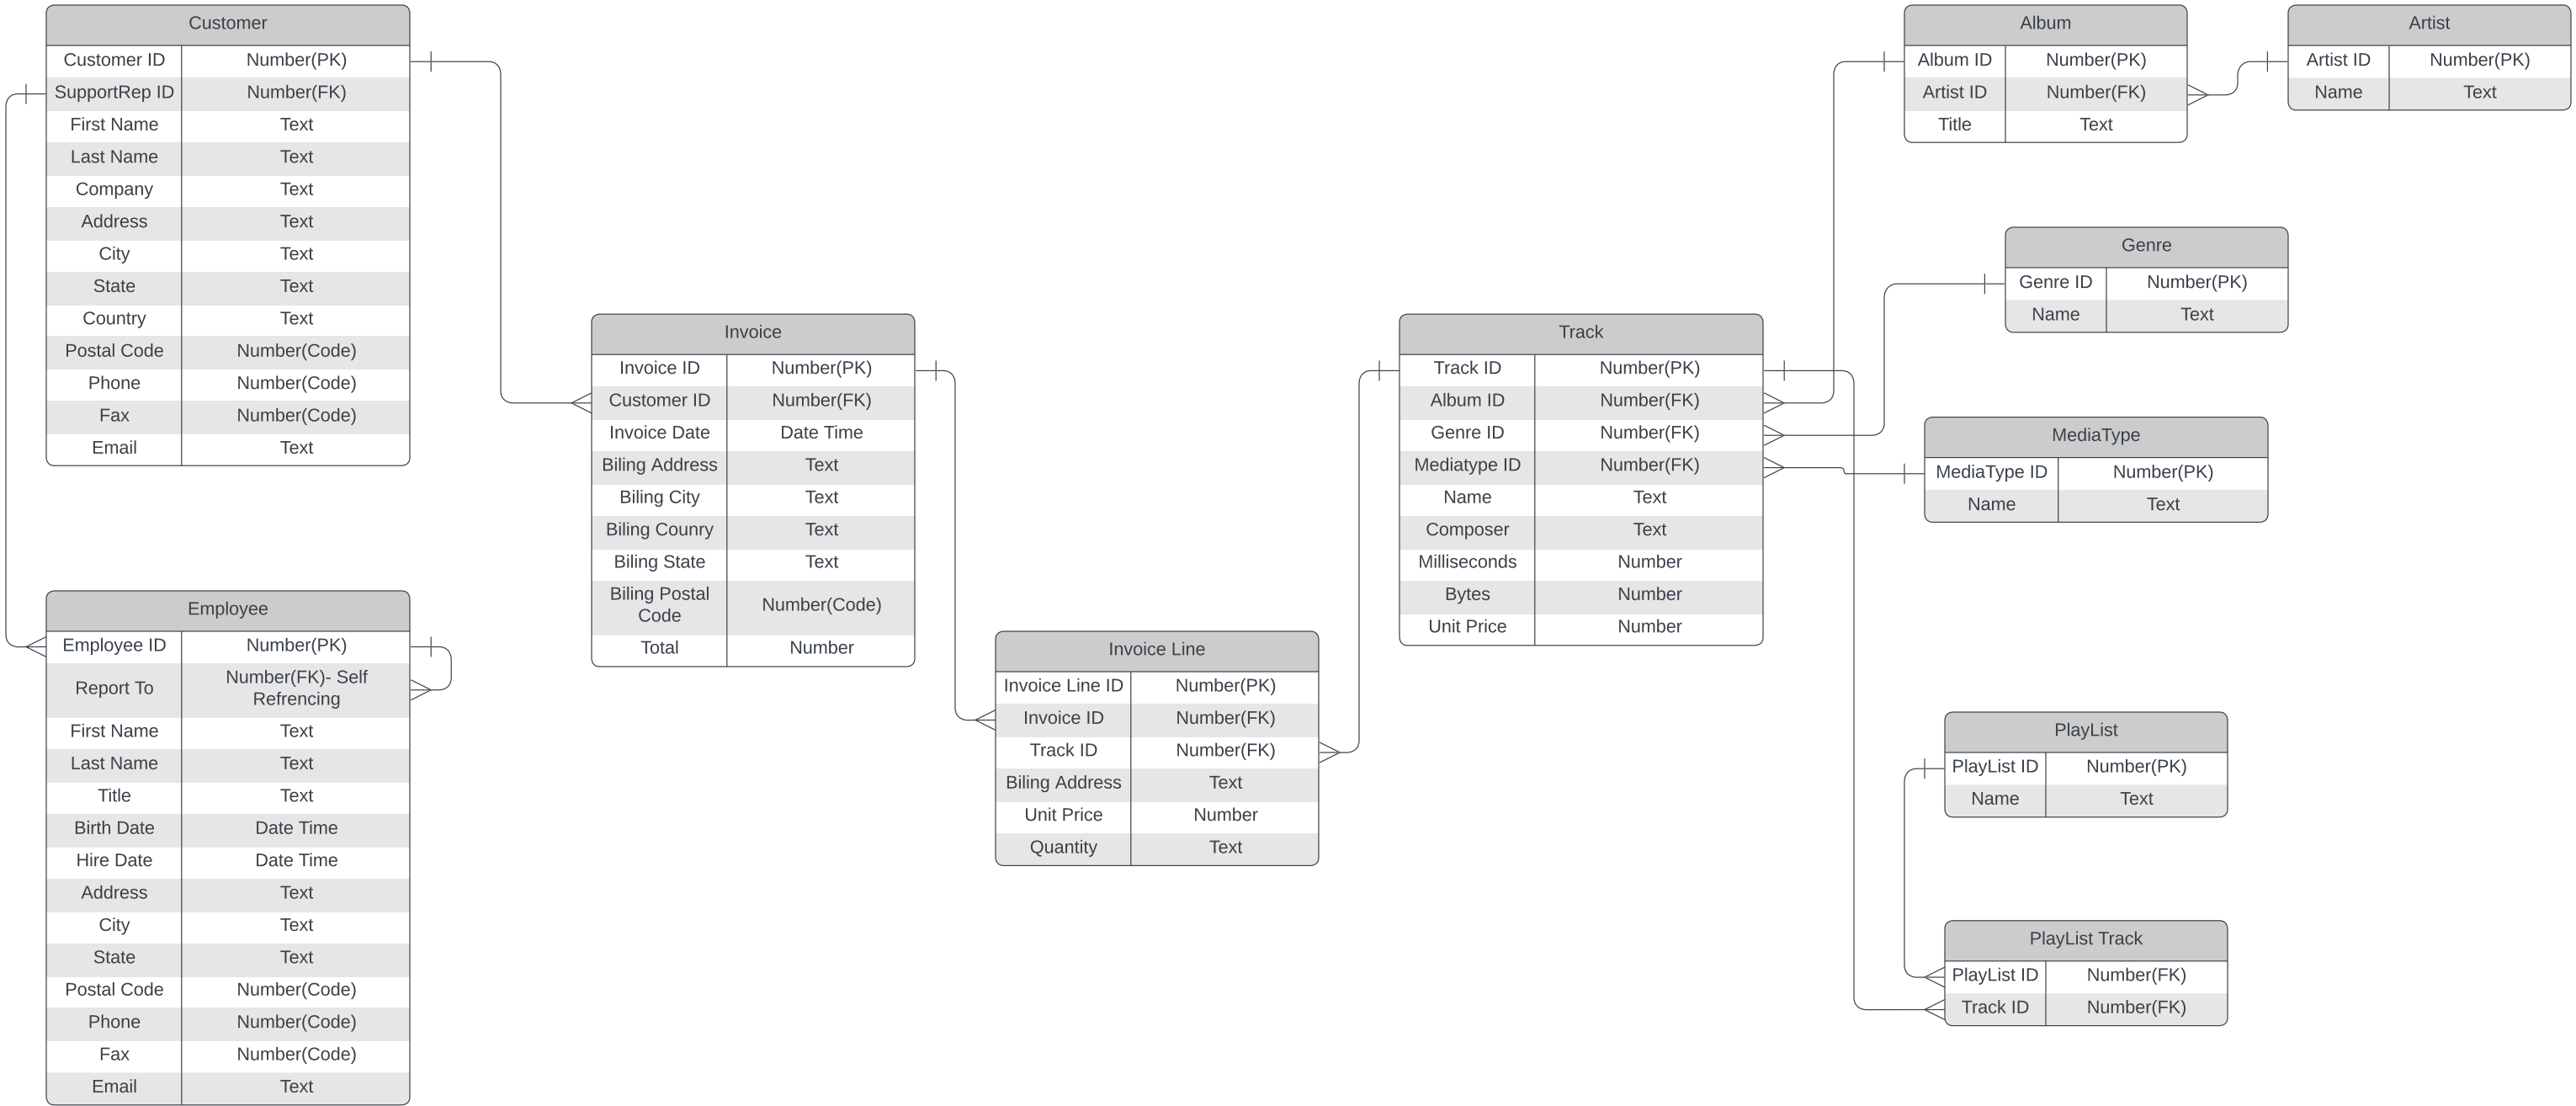 Customer
Customer ID Number(PK)
SupportRep ID Number(FK)
First Name Text
Last Name Text
Company Text
Address Text
City Text
State Text
Country Text
Postal Code Number(Code)
Phone Number(Code)
Fax Number(Code)
Email Text
Employee
Employee ID Number(PK)
Report To Number(FK)- Self
Refrencing
First Name Text
Last Name Text
Title Text
Birth Date Date Time
Hire Date Date Time
Address Text
City Text
State Text
Postal Code Number(Code)
Phone Number(Code)
Fax Number(Code)
Email Text
Invoice
Invoice ID Number(PK)
Customer ID Number(FK)
Invoice Date Date Time
Biling Address Text
Biling City Text
Biling Counry Text
Biling State Text
Biling Postal
Code Number(Code)
Total Number
Invoice Line
Invoice Line ID Number(PK)
Invoice ID Number(FK)
Track ID Number(FK)
Biling Address Text
Unit Price Number
Quantity Text
Track
Track ID Number(PK)
Album ID Number(FK)
Genre ID Number(FK)
Mediatype ID Number(FK)
Name Text
Composer Text
Milliseconds Number
Bytes Number
Unit Price Number
Album
Album ID Number(PK)
Artist ID Number(FK)
Title Text
Artist
Artist ID Number(PK)
Name Text
Genre
Genre ID Number(PK)
Name Text
MediaType
MediaType ID Number(PK)
Name Text
PlayList
PlayList ID Number(PK)
Name Text
PlayList Track
PlayList ID Number(FK)
Track ID Number(FK)